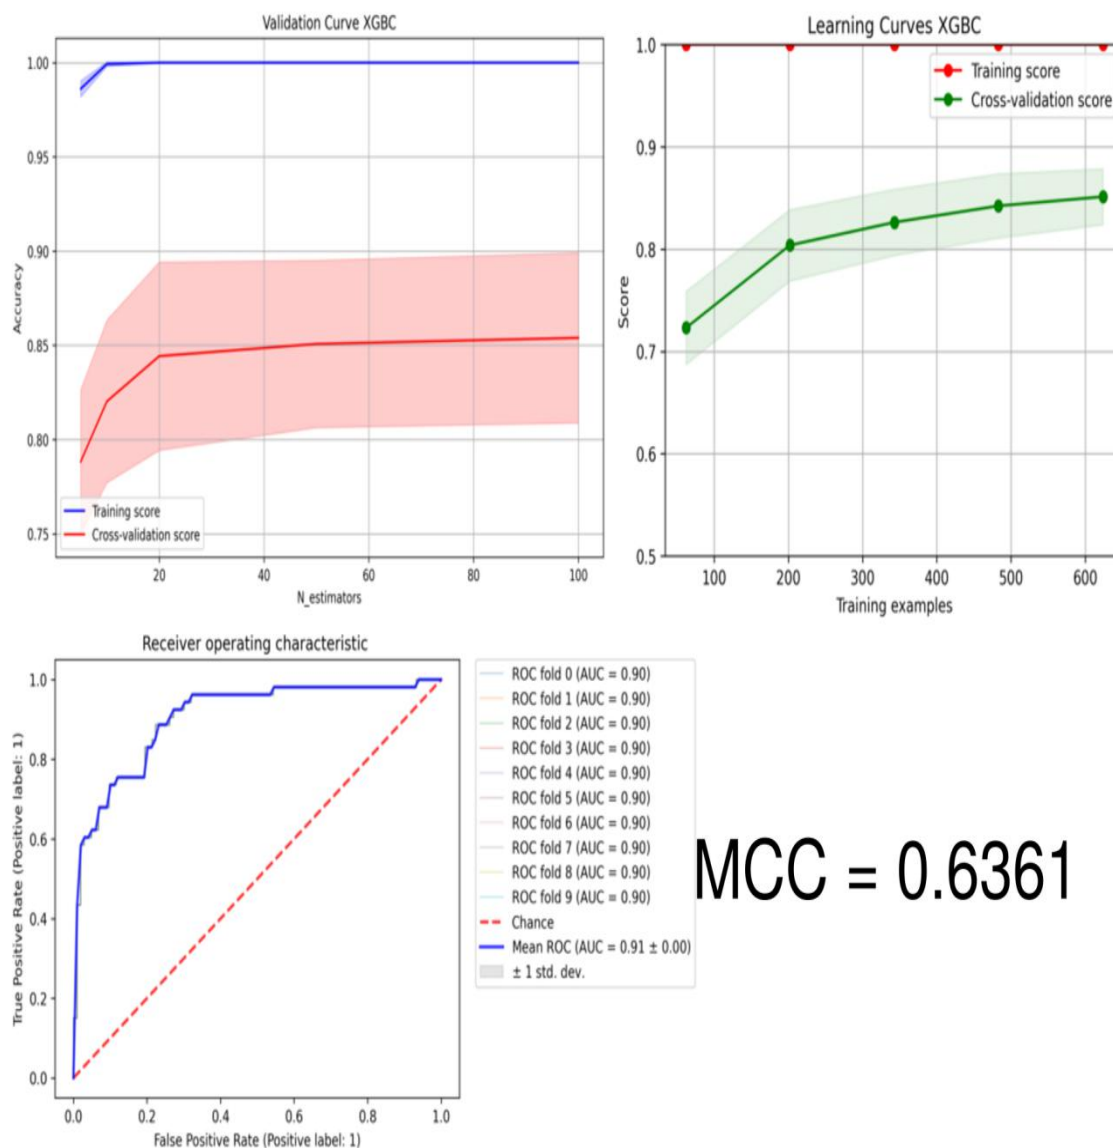 Validation Curve XGBC
1.00
0.95
0.90
0.85
0.80
0.75
Accuracy
Training score
Cross-validation score
20
40
60
80
100
N_estimators
Learning Curves XGBC
1.0
0.9
0.8
0.7
0.6
0.5
Score
Training score
Cross-validation score
100
200
300
400
500
600
Training examples
Receiver operating characteristic
1.0
0.8
0.6
0.4
0.2
0.0
True Positive Rate (Positive label: 1)
0.0
0.2
0.4
0.6
0.8
1.0
False Positive Rate (Positive label: 1)
ROC fold 0 (AUC = 0.90)
ROC fold 1 (AUC = 0.90)
ROC fold 2 (AUC = 0.90)
ROC fold 3 (AUC = 0.90)
ROC fold 4 (AUC = 0.90)
ROC fold 5 (AUC = 0.90)
ROC fold 6 (AUC = 0.90)
ROC fold 7 (AUC = 0.90)
ROC fold 8 (AUC = 0.90)
ROC fold 9 (AUC = 0.90)
Chance
Mean ROC (AUC = 0.91 ± 0.00)
± 1 std. dev.
MCC = 0.6361